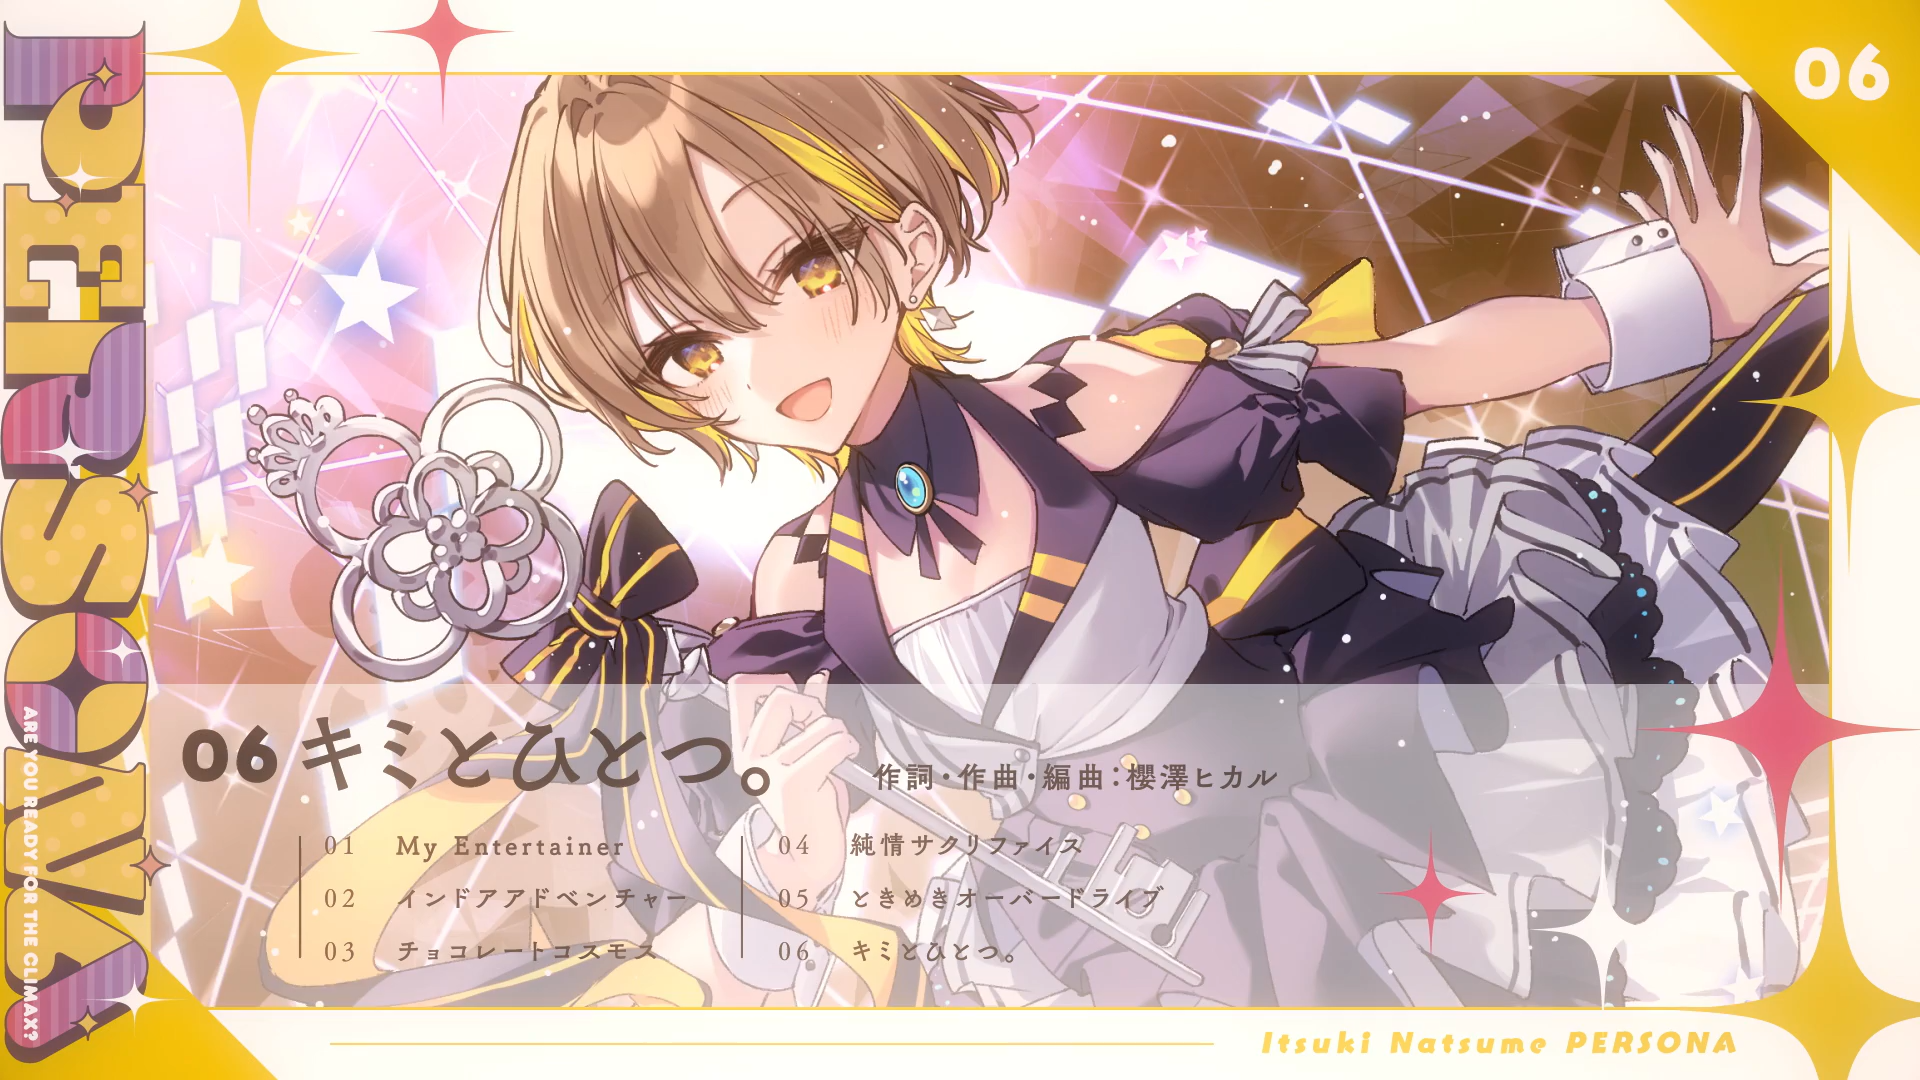 PERSONA
ARE YOU READY FOR THE CLIMAX?
06
06 キミとひとつ。
作詞・作曲・編曲：櫻澤ヒカル
01 My Entertainer
02 インドアアドベンチャー
03 チョコレートコスモス
04 純情サクリファイス
05 ときめきオーバードライブ
06 キミとひとつ。
Itsuki Natsume PERSONA